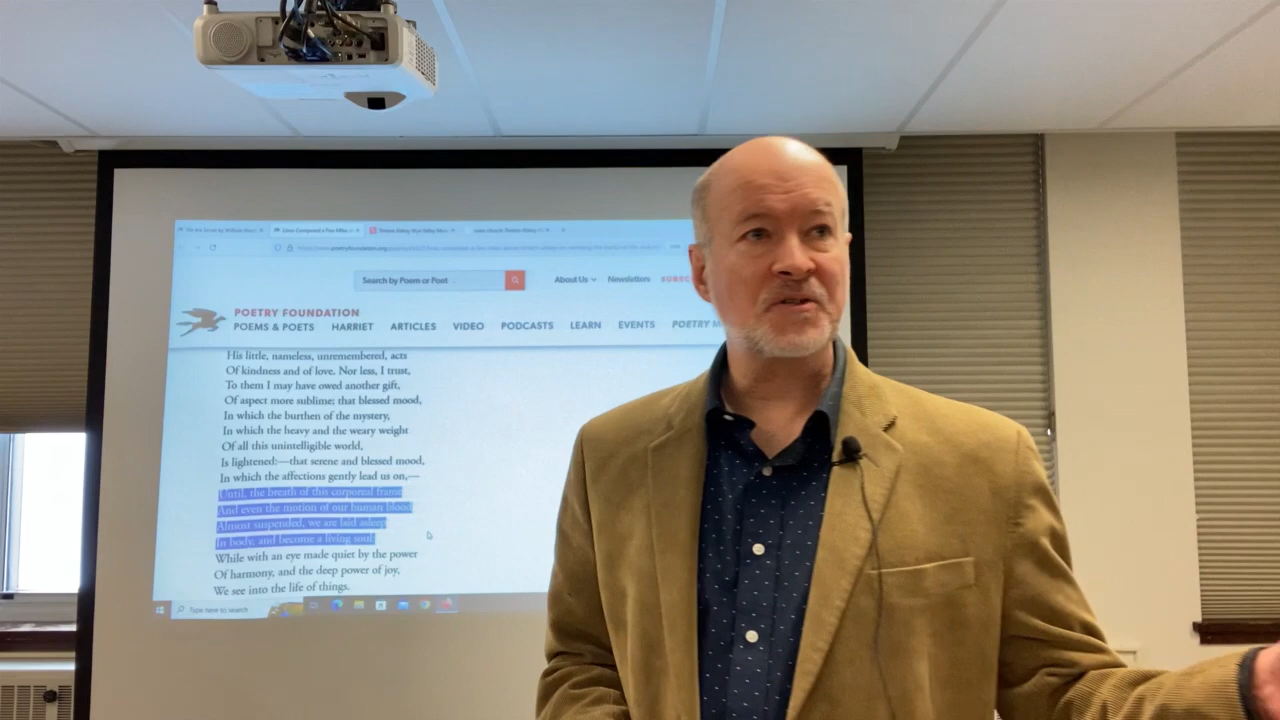 Lines Composed a Few Miles
Search by Poem or Poet
About Us
Newsletters
SUBSC
POETRY FOUNDATION
POEMS & POETS
HARRIET
ARTICLES
VIDEO
PODCASTS
LEARN
EVENTS
POETRY M
His little, nameless, unremembered, acts
Of kindness and of love. Nor less, I trust,
To them I may have owed another gift,
Of aspect more sublime; that blessed mood,
In which the burthen of the mystery,
In which the heavy and the weary weight
Of all this unintelligible world,
Is lightened:—that serene and blessed mood,
In which the affections gently lead us on,—
Until, the breath of this corporeal frame
And even the motion of our human blood
Almost suspended, we are laid asleep
In body, and become a living soul:
While with an eye made quiet by the power
Of harmony, and the deep power of joy,
We see into the life of things.
Type here to search